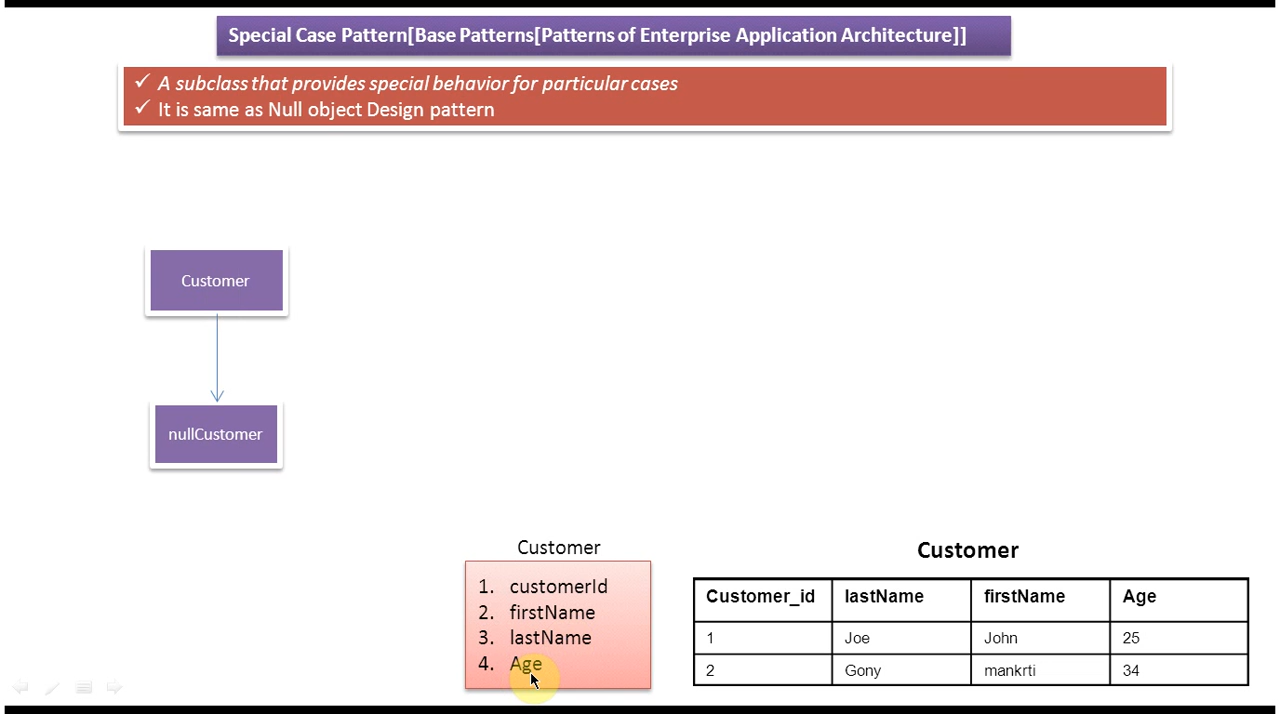 Special Case Pattern[Base Patterns[Patterns of Enterprise Application Architecture]]
✓ A subclass that provides special behavior for particular cases
✓ It is same as Null object Design pattern
Customer
nullCustomer
Customer
1. customerId
2. firstName
3. lastName
4. Age
Customer
Customer_id lastName firstName Age
1 Joe John 25
2 Gony mankrti 34